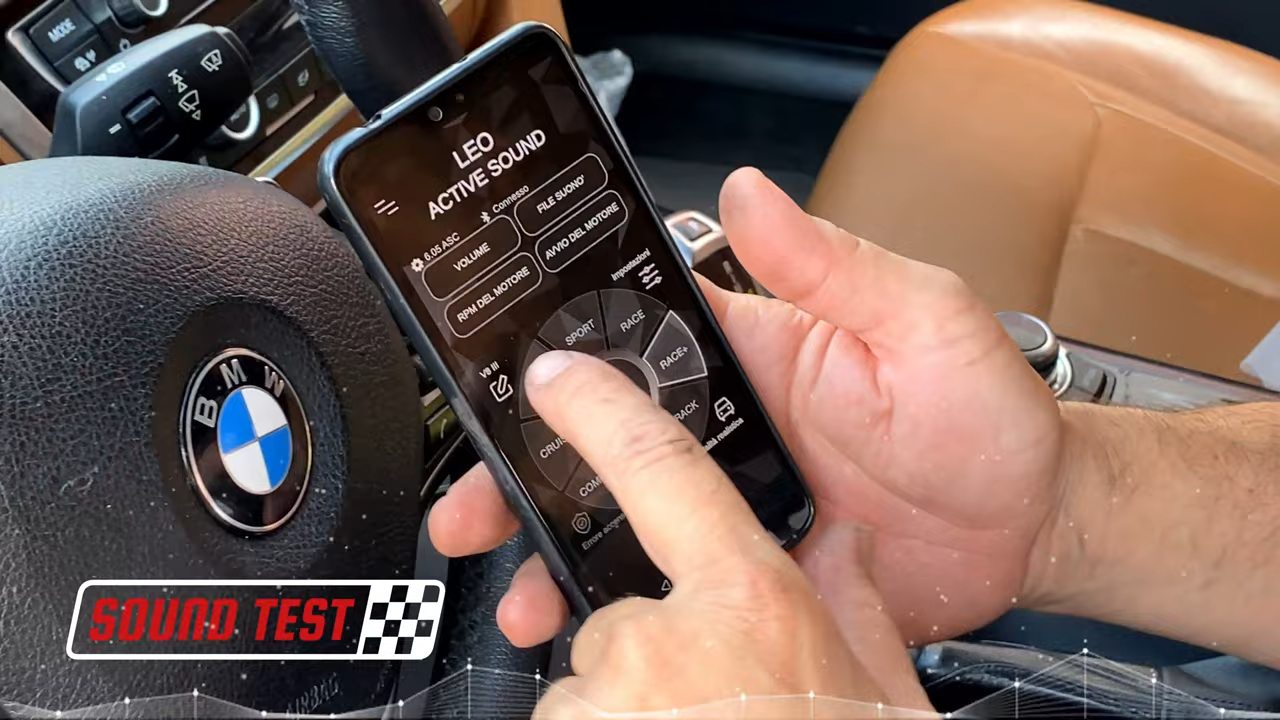 MODE
LEO
ACTIVE SOUND
6.05 ASC
Connesso
VOLUME
FILE SUONO'
RPM DEL MOTORE
AVVIO DEL MOTORE
Impostazioni
SPORT
RACE
RACE+
V8 III
BMW
SOUND TEST
AIRBAG